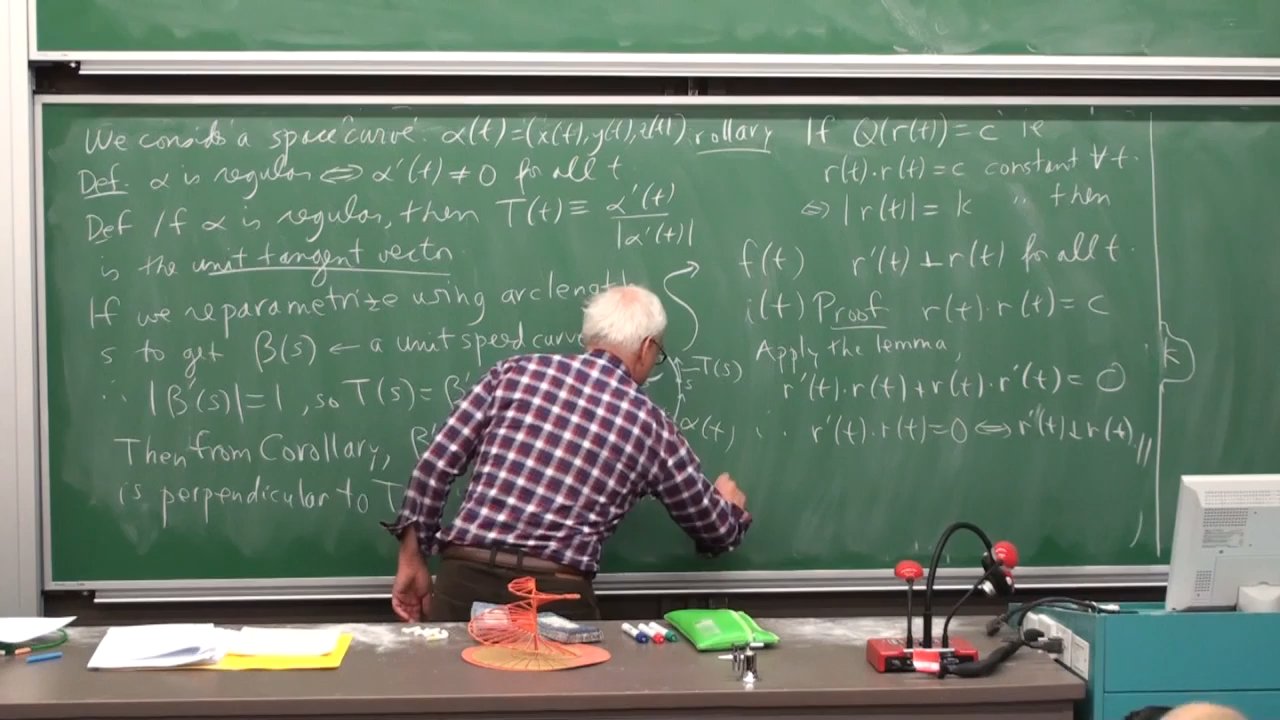 We consider a space curve. α(t)=(x(t),y(t),z(t)).
Def. α is regular ⇔ α'(t) ≠ 0 for all t
Def If α is regular, then T(t) ≡ α'(t)/|α'(t)|
is the unit tangent vector
If we reparametrize using arclength
s to get β(s) ← a unit speed curve
∴ |β'(s)|=1, so T(s)=β'
Then from Corollary, β'
is perpendicular to T
T(s)
s
α(t)
rollary If Q(r(t)) = c ie
r(t)·r(t)=c constant ∀t.
⇔ |r(t)|= k " then
f(t) r'(t) ⊥ r(t) for all t.
i(t) Proof r(t)·r(t)=c
Apply the lemma,
r'(t)·r(t)+r(t)·r'(t)= 0
∴ r'(t)·r(t)=0 ⇔ r'(t)⊥r(t).//
k